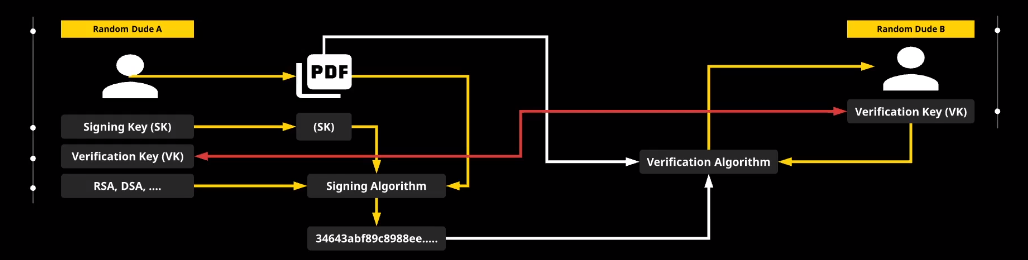 Random Dude A
Random Dude B
PDF
Signing Key (SK)
(SK)
Verification Key (VK)
Verification Key (VK)
Verification Algorithm
RSA, DSA, ....
Signing Algorithm
34643abf89c8988ee.....